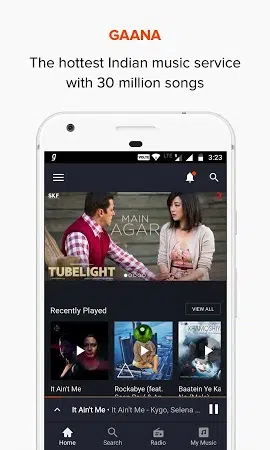 GAANA
The hottest Indian music service
with 30 million songs
LTE
3:23
SKF
MAIN
AGAR
TUBELIGHT
Recently Played
VIEW ALL
KHAMOSHIY
It Ain't Me
Rockabye (feat.
Baatein Ye Ka
It Ain't Me • It Ain't Me - Kygo, Selena
Home
Search
Radio
My Music